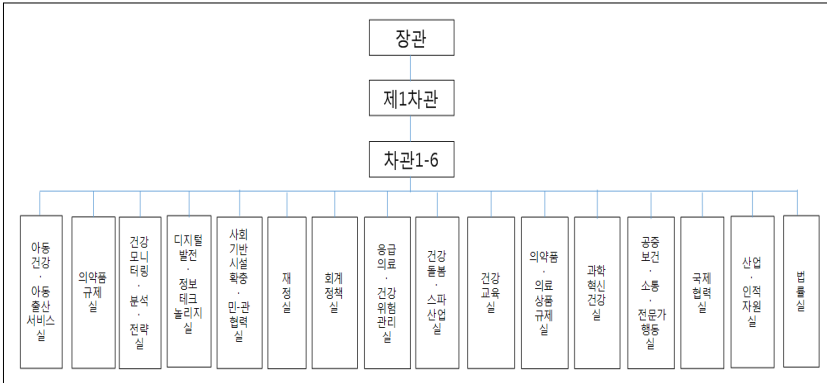 장관
제1차관
차관1-6
아동
건강
·
아동
출산
서비스
실
의약품
규제실
건강
모니
터링
·
분석
·
전략
실
디지털
발전
·
정보
테크
놀리지
실
사회
기반
시설
확충
·
민-관
협력
실
재
정실
회계
정책
실
응급
의료
·
건강
위험
관리
실
건강
돌봄
·
스파
산업
실
건강
교육
실
의약
품
·
의료
상품
규제
실
과학
혁신
건강실
공중
보건
·
소통
·
전문가
행동실
국제
협력
실
산업
·
인적
자원
실
법
률실